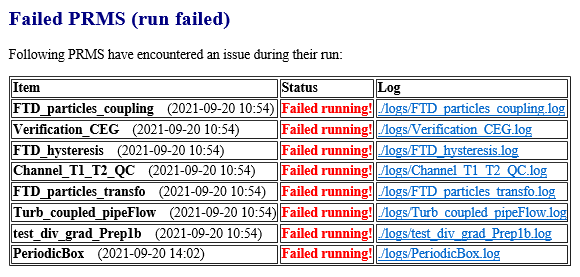 Failed PRMS (run failed)
Following PRMS have encountered an issue during their run:
Item Status Log
FTD_particles_coupling (2021-09-20 10:54) Failed running! ./logs/FTD_particles_coupling.log
Verification_CEG (2021-09-20 10:54) Failed running! ./logs/Verification_CEG.log
FTD_hysteresis (2021-09-20 10:54) Failed running! ./logs/FTD_hysteresis.log
Channel_T1_T2_QC (2021-09-20 10:54) Failed running! ./logs/Channel_T1_T2_QC.log
FTD_particles_transfo (2021-09-20 10:54) Failed running! ./logs/FTD_particles_transfo.log
Turb_coupled_pipeFlow (2021-09-20 10:54) Failed running! ./logs/Turb_coupled_pipeFlow.log
test_div_grad_Prep1b (2021-09-20 10:54) Failed running! ./logs/test_div_grad_Prep1b.log
PeriodicBox (2021-09-20 14:02) Failed running! ./logs/PeriodicBox.log